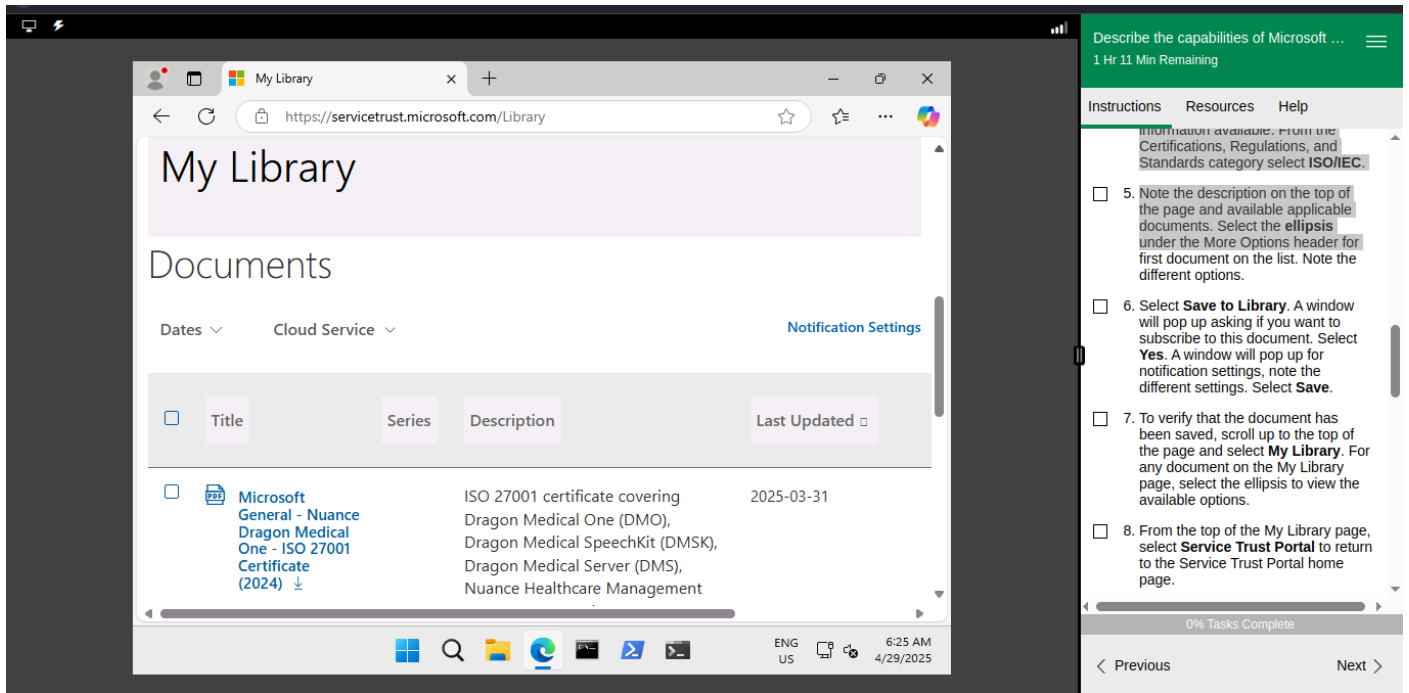 My Library
https://servicetrust.microsoft.com/Library
My Library
Documents
Dates
Cloud Service
Notification Settings
Title
Series
Description
Last Updated
PDF
Microsoft
General - Nuance
Dragon Medical
One - ISO 27001
Certificate
(2024)
ISO 27001 certificate covering
Dragon Medical One (DMO),
Dragon Medical SpeechKit (DMSK),
Dragon Medical Server (DMS),
Nuance Healthcare Management
2025-03-31
ENG
US
6:25 AM
4/29/2025
Describe the capabilities of Microsoft ...
1 Hr 11 Min Remaining
Instructions
Resources
Help
information available. From the
Certifications, Regulations, and
Standards category select ISO/IEC.
5. Note the description on the top of
the page and available applicable
documents. Select the ellipsis
under the More Options header for
first document on the list. Note the
different options.
6. Select Save to Library. A window
will pop up asking if you want to
subscribe to this document. Select
Yes. A window will pop up for
notification settings, note the
different settings. Select Save.
7. To verify that the document has
been saved, scroll up to the top of
the page and select My Library. For
any document on the My Library
page, select the ellipsis to view the
available options.
8. From the top of the My Library page,
select Service Trust Portal to return
to the Service Trust Portal home
page.
0% Tasks Complete
Previous
Next